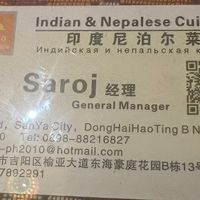 Indian & Nepalese Cui
印度尼泊尔菜
Индийская и непальская к
Saroj 经理
General Manager
d, SanYa City, DongHaiHaoTing B N
Tel: 0898-88216827
-ph2010@hotmail.com
市吉阳区榆亚大道东海豪庭花园B栋13号
7892291